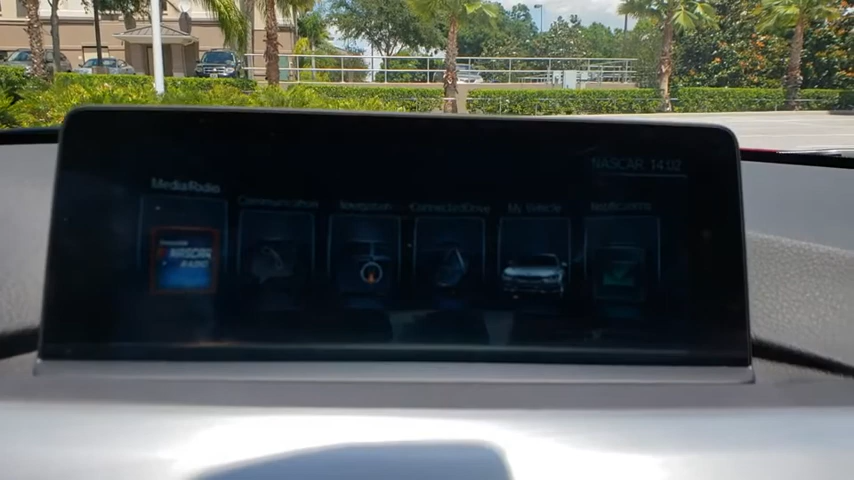 NASCAR 14:02
Media/Radio
Communication
Navigation
ConnectedDrive
My Vehicle
Notifications
NASCAR
RADIO